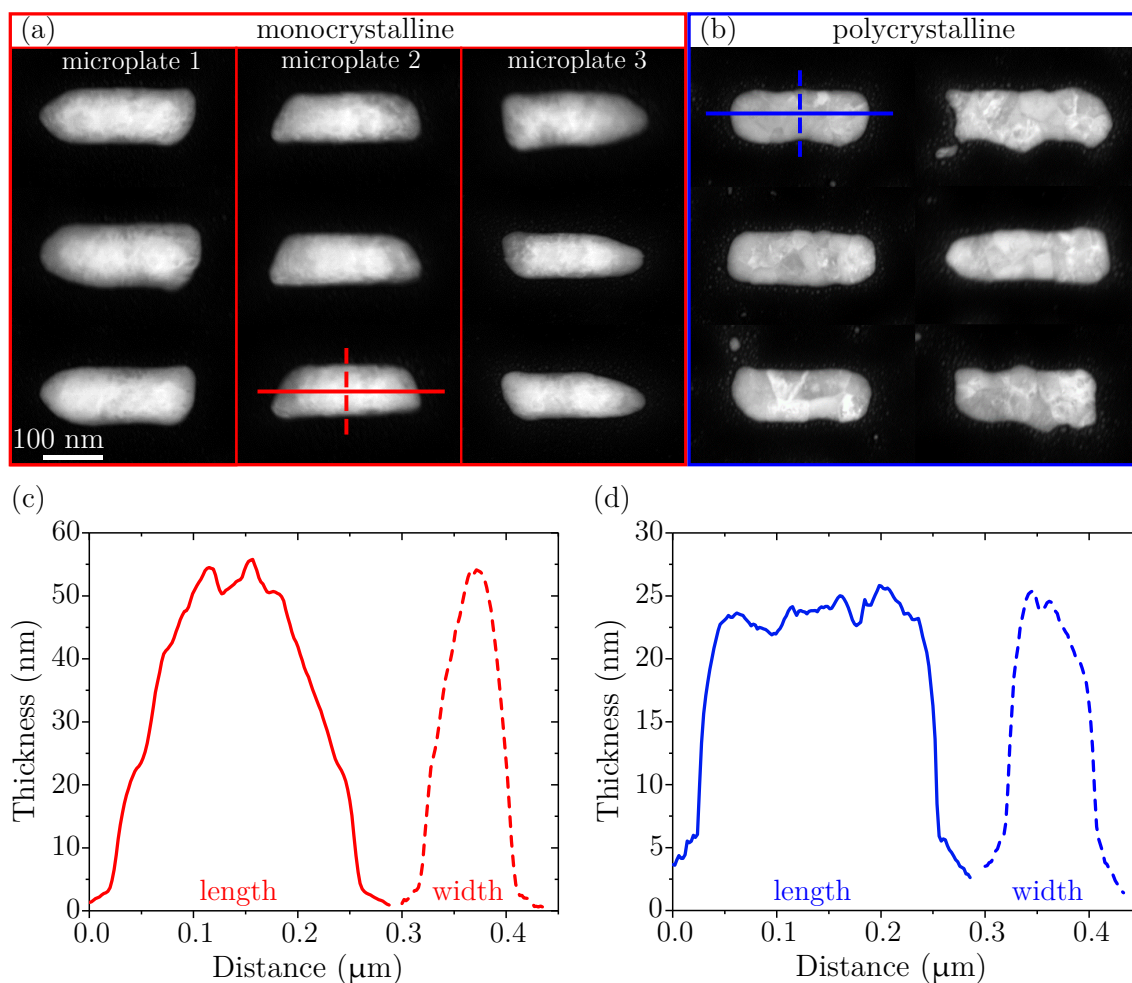 (a) monocrystalline
(b) polycrystalline
microplate 1 microplate 2 microplate 3
100 nm
(c)
60
50
40
30
20
10
0
Thickness (nm)
length width
0.0 0.1 0.2 0.3 0.4
Distance (μm)
(d)
30
25
20
15
10
5
0
Thickness (nm)
length width
0.0 0.1 0.2 0.3 0.4
Distance (μm)